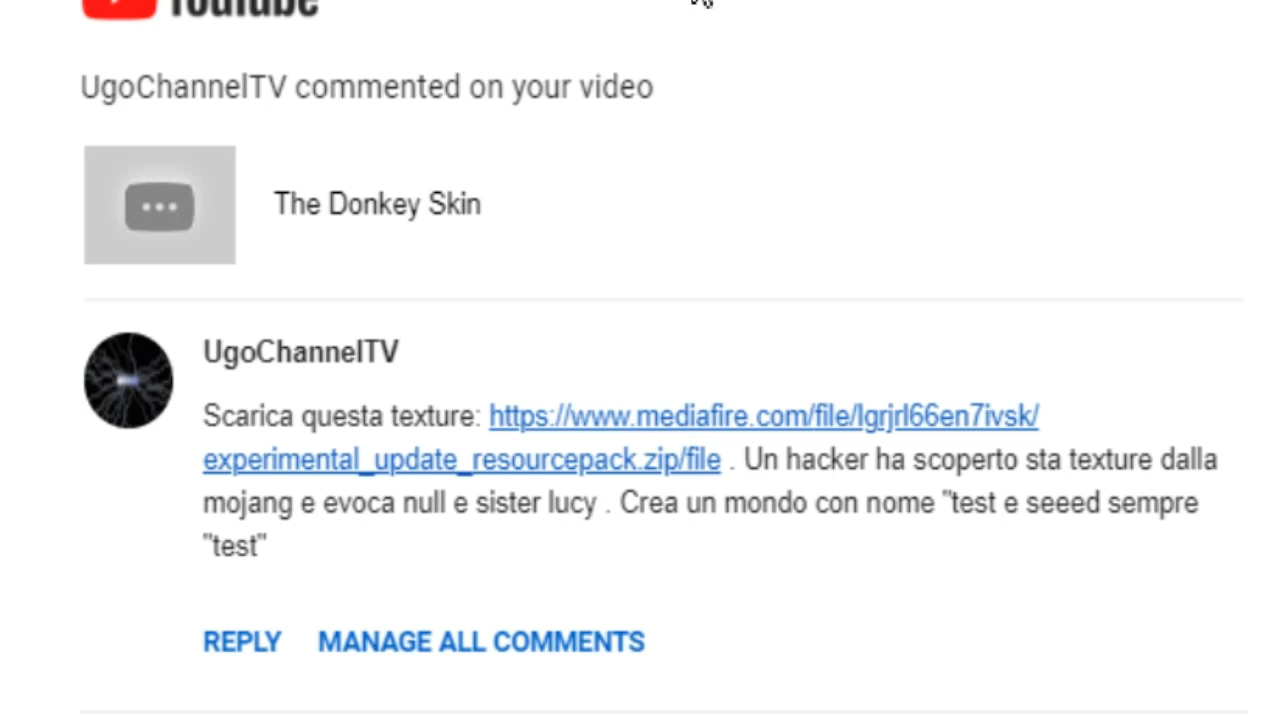 YouTube
UgoChannelTV commented on your video
The Donkey Skin
UgoChannelTV
Scarica questa texture: https://www.mediafire.com/file/lgrjrl66en7ivsk/
experimental_update_resourcepack.zip/file . Un hacker ha scoperto sta texture dalla
mojang e evoca null e sister lucy . Crea un mondo con nome "test e seeed sempre
"test"
REPLY MANAGE ALL COMMENTS